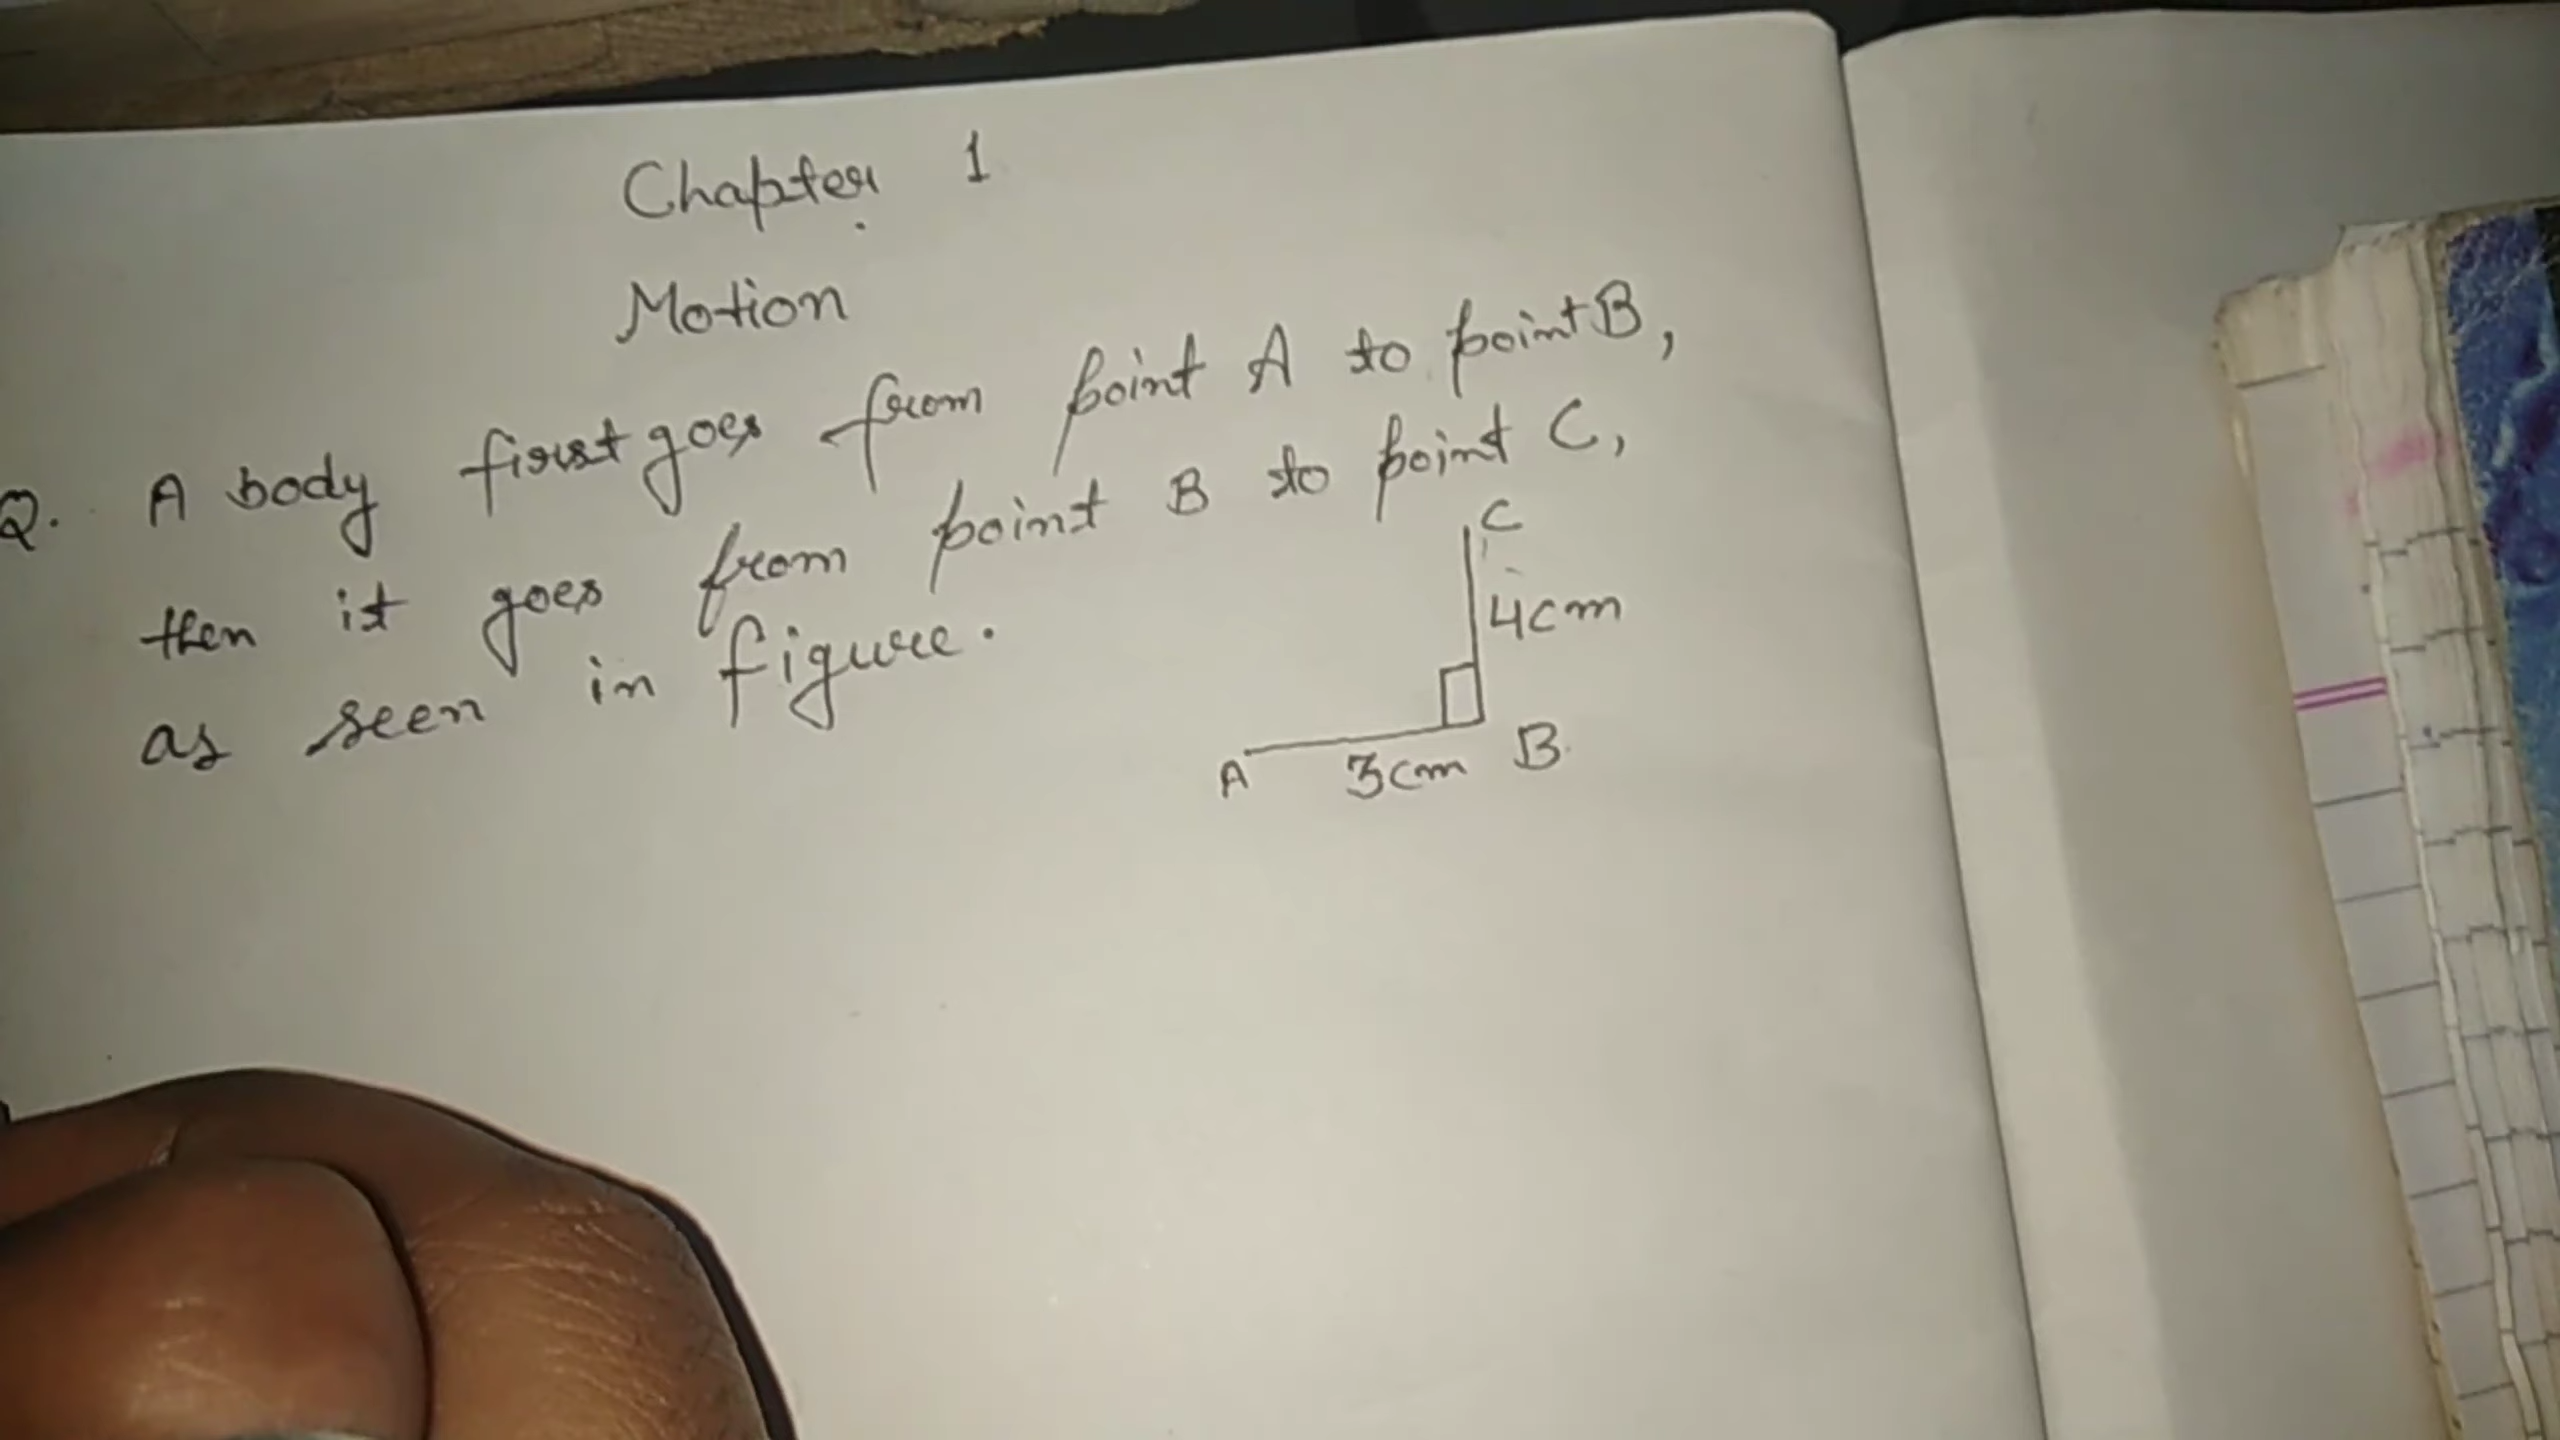 Chapter 1
Motion
Q. A body first goes from point A to point B,
then it goes from point B to point C,
as seen in figure.
C
4cm
A 3cm B